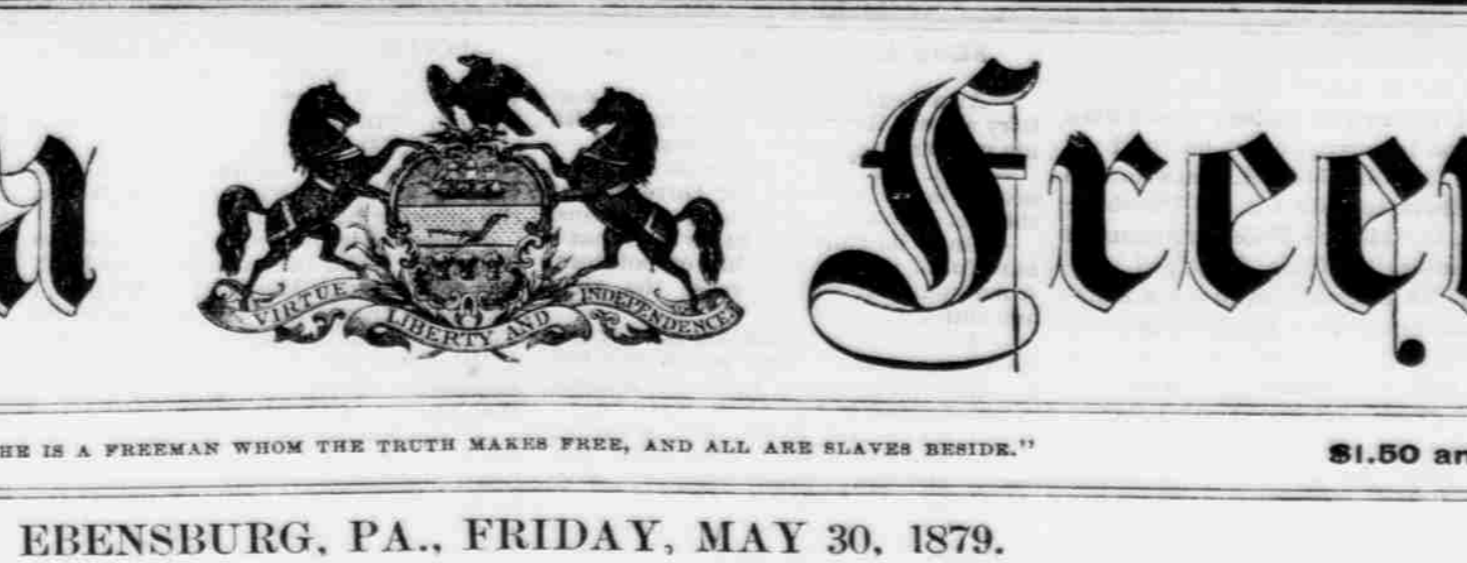 VIRTUE LIBERTY AND INDEPENDENCE
HE IS A FREEMAN WHOM THE TRUTH MAKES FREE, AND ALL ARE SLAVES BESIDE." $1.50 an
EBENSBURG, PA., FRIDAY, MAY 30, 1879.